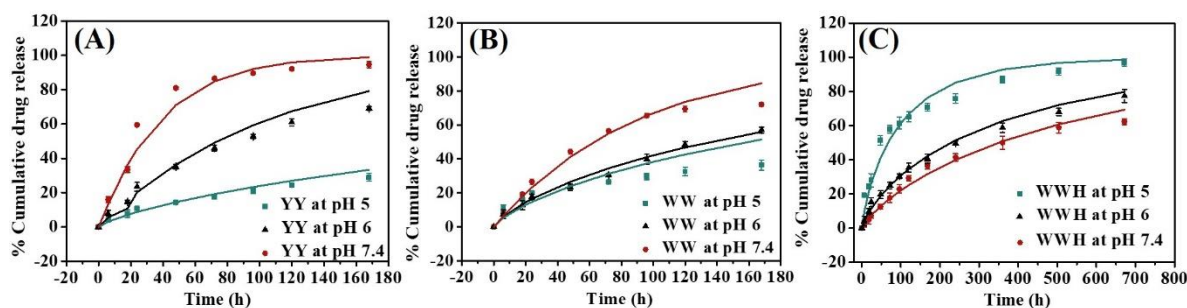 (A)
% Cumulative drug release
120
100
80
60
40
20
0
-20
YY at pH 5
YY at pH 6
YY at pH 7.4
0 20 40 60 80 100 120 140 160 180
Time (h)
(B)
% Cumulative drug release
120
100
80
60
40
20
0
-20
WW at pH 5
WW at pH 6
WW at pH 7.4
0 20 40 60 80 100 120 140 160 180
Time (h)
(C)
% Cumulative drug release
120
100
80
60
40
20
0
-20
WWH at pH 5
WWH at pH 6
WWH at pH 7.4
0 100 200 300 400 500 600 700
Time (h)